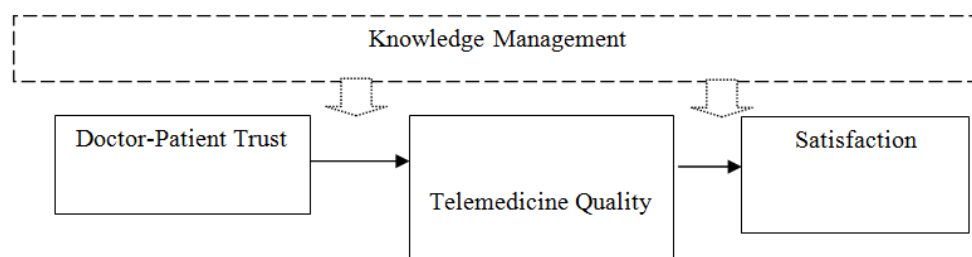 Knowledge Management
Doctor-Patient Trust
Telemedicine Quality
Satisfaction